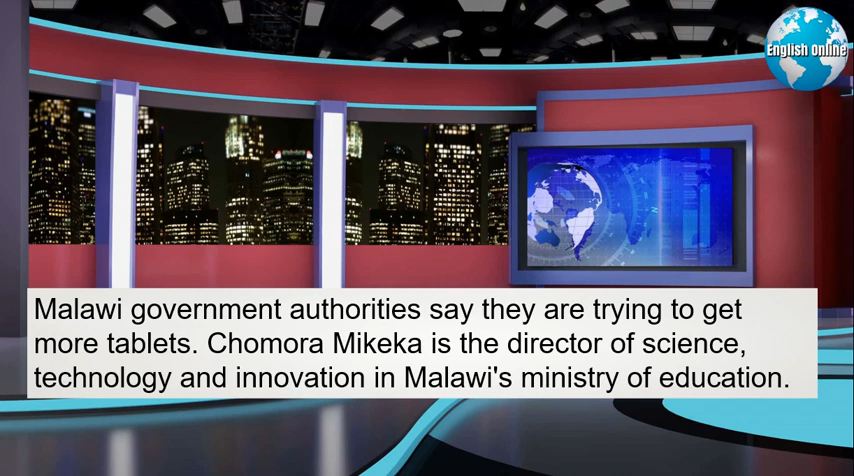 English Online
Malawi government authorities say they are trying to get
more tablets. Chomora Mikeka is the director of science,
technology and innovation in Malawi's ministry of education.